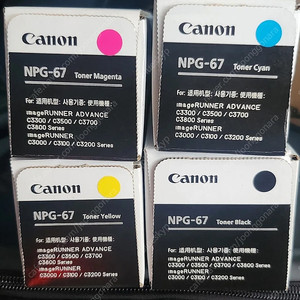 Canon
NPG-67 Toner Magenta
For: 适用机型: 사용기종: 使用機種:
imageRUNNER ADVANCE
C3300 / C3500 / C3700
C3800 Series
imageRUNNER
C3000 / C3100 / C3200 Series
Canon
NPG-67 Toner Cyan
For: 适用机型: 사용기종: 使用機種:
imageRUNNER ADVANCE
C3300 / C3500 / C3700
C3800 Series
imageRUNNER
C3000 / C3100 / C3200 Series
Canon
NPG-67 Toner Yellow
For: 适用机型: 사용기종: 使用機種:
imageRUNNER ADVANCE
C3300 / C3500 / C3700
C3800 Series
imageRUNNER
C3000 / C3100 / C3200 Series
Canon
NPG-67 Toner Black
For: 适用机型: 사용기종: 使用機種:
imageRUNNER ADVANCE
C3300 / C3500 / C3700 / C3800 Series
imageRUNNER
C3000 / C3100 / C3200 Series